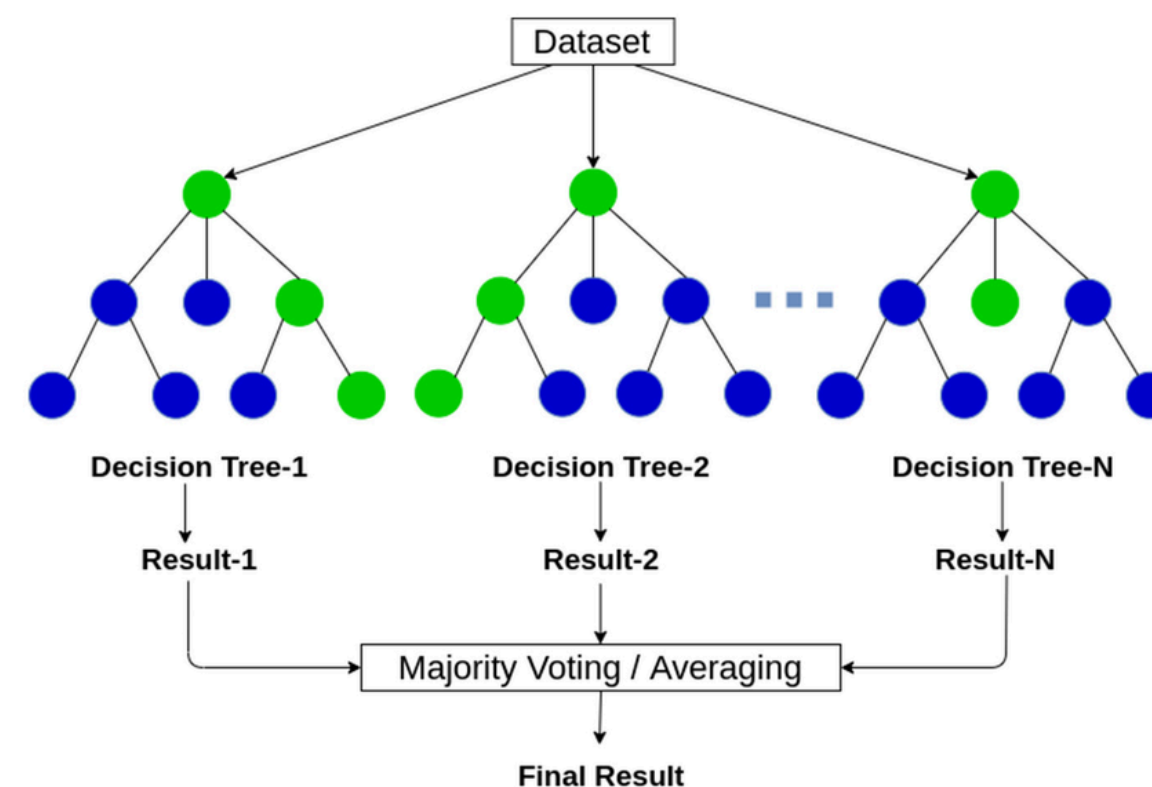 Dataset
Decision Tree-1
Decision Tree-2
Decision Tree-N
Result-1
Result-2
Result-N
Majority Voting / Averaging
Final Result